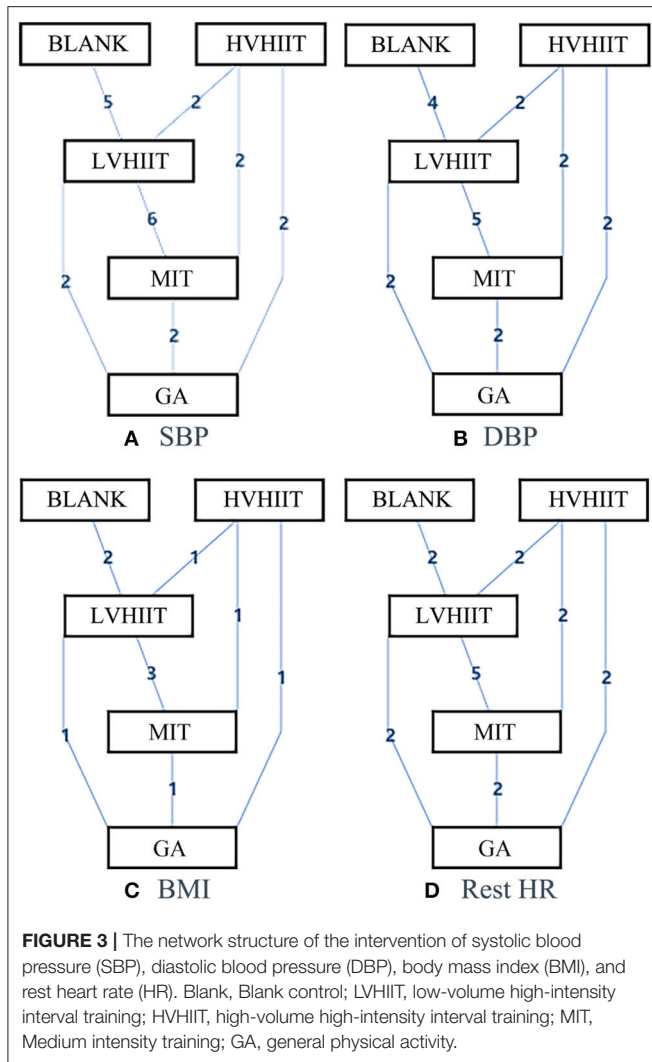 BLANK HVHIIT
5 2
LVHIIT
2
6
2 2
MIT
2
GA
A SBP
BLANK HVHIIT
4 2
LVHIIT
2
5
2 2
MIT
2
GA
B DBP
BLANK HVHIIT
2 1
LVHIIT
1
3
1 1
MIT
1
GA
C BMI
BLANK HVHIIT
2 2
LVHIIT
2
5
2 2
MIT
2
GA
D Rest HR
FIGURE 3 | The network structure of the intervention of systolic blood
pressure (SBP), diastolic blood pressure (DBP), body mass index (BMI), and
rest heart rate (HR). Blank, Blank control; LVHIIT, low-volume high-intensity
interval training; HVHIIT, high-volume high-intensity interval training; MIT,
Medium intensity training; GA, general physical activity.